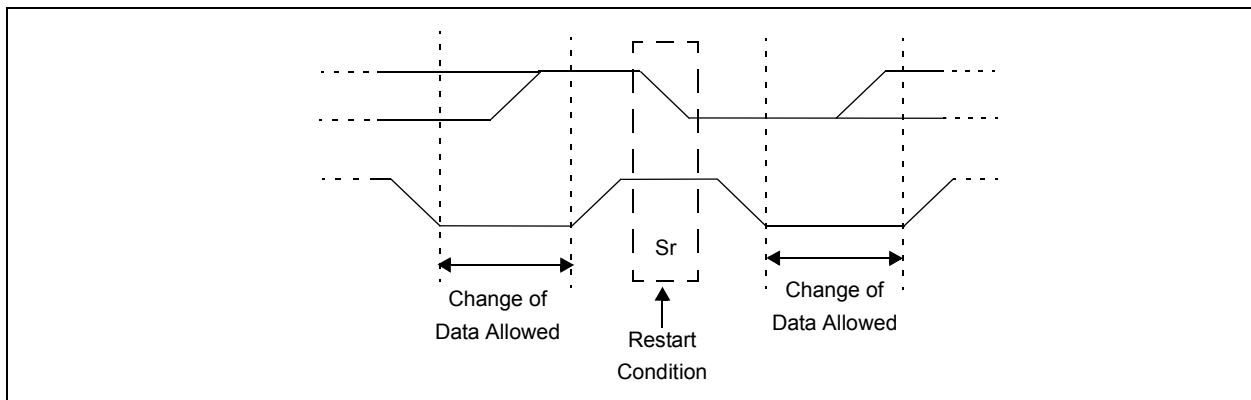 Sr
Change of
Data Allowed
Restart
Condition
Change of
Data Allowed